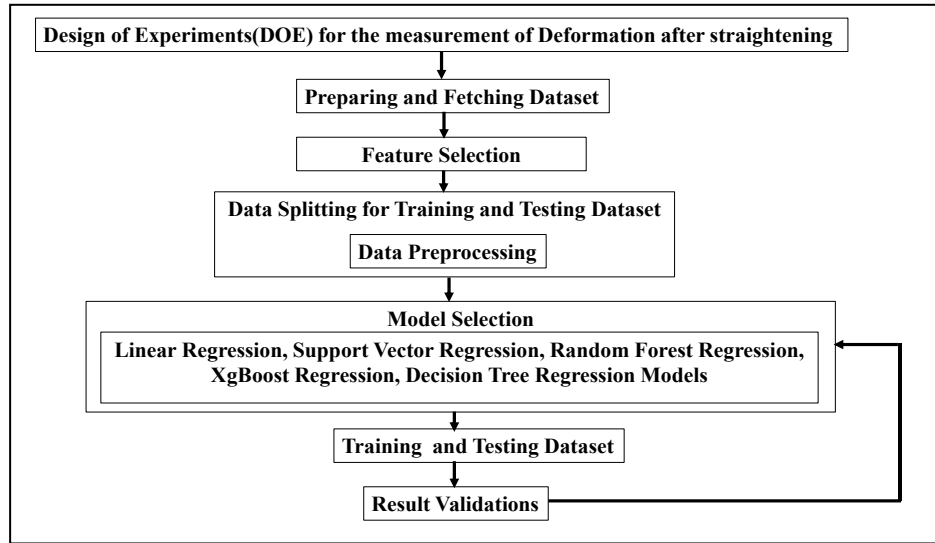 Design of Experiments(DOE) for the measurement of Deformation after straightening
Preparing and Fetching Dataset
Feature Selection
Data Splitting for Training and Testing Dataset
Data Preprocessing
Model Selection
Linear Regression, Support Vector Regression, Random Forest Regression,
XgBoost Regression, Decision Tree Regression Models
Training and Testing Dataset
Result Validations